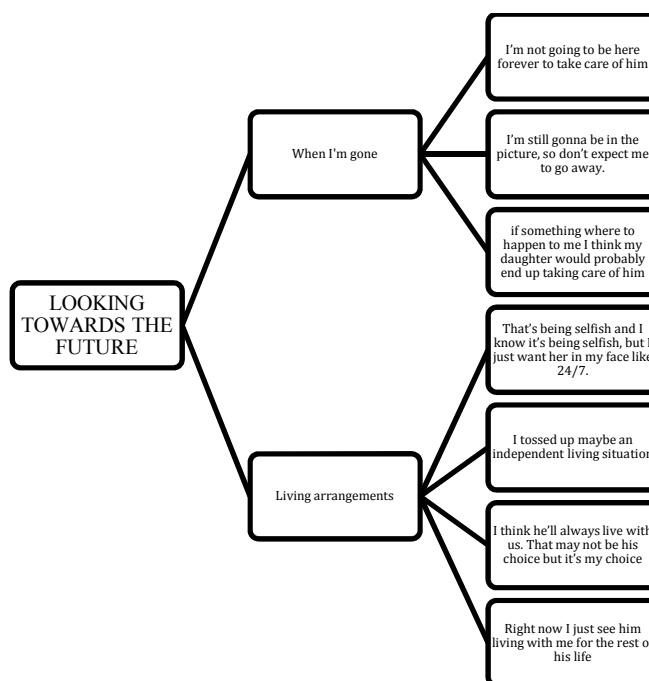 I'm not going to be here
forever to take care of him
When I'm gone
I'm still gonna be in the
picture, so don't expect me
to go away.
if something where to
happen to me I think my
daughter would probably
end up taking care of him
LOOKING
TOWARDS THE
FUTURE
That's being selfish and I
know it's being selfish, but I
just want her in my face like
24/7.
I tossed up maybe an
independent living situation
Living arrangements
I think he'll always live with
us. That may not be his
choice but it's my choice
Right now I just see him
living with me for the rest of
his life